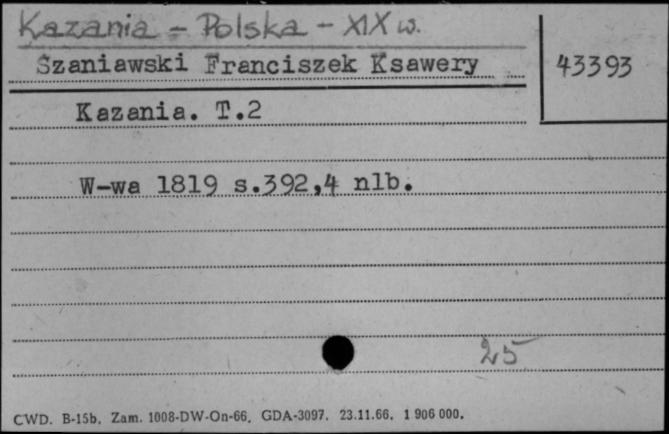 Kazania - Polska - XIX w.
Szaniawski Franciszek Ksawery
43393
Kazania. T.2
W-wa 1819 s.392,4 nlb.
25
CWD. B-15b. Zam. 1008-DW-On-66. GDA-3097. 23.11.66. 1 906 000.